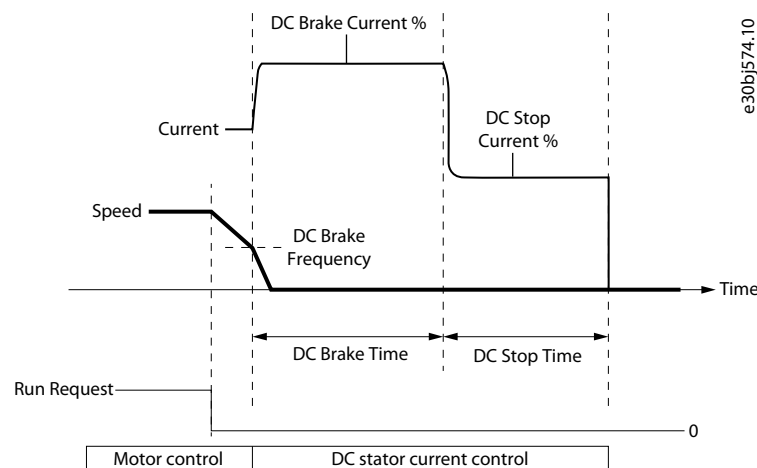 DC Brake Current %
e30bj574.10
Current
DC Stop
Current %
Speed
DC Brake
Frequency
Time
DC Brake Time
DC Stop Time
Run Request
0
Motor control
DC stator current control